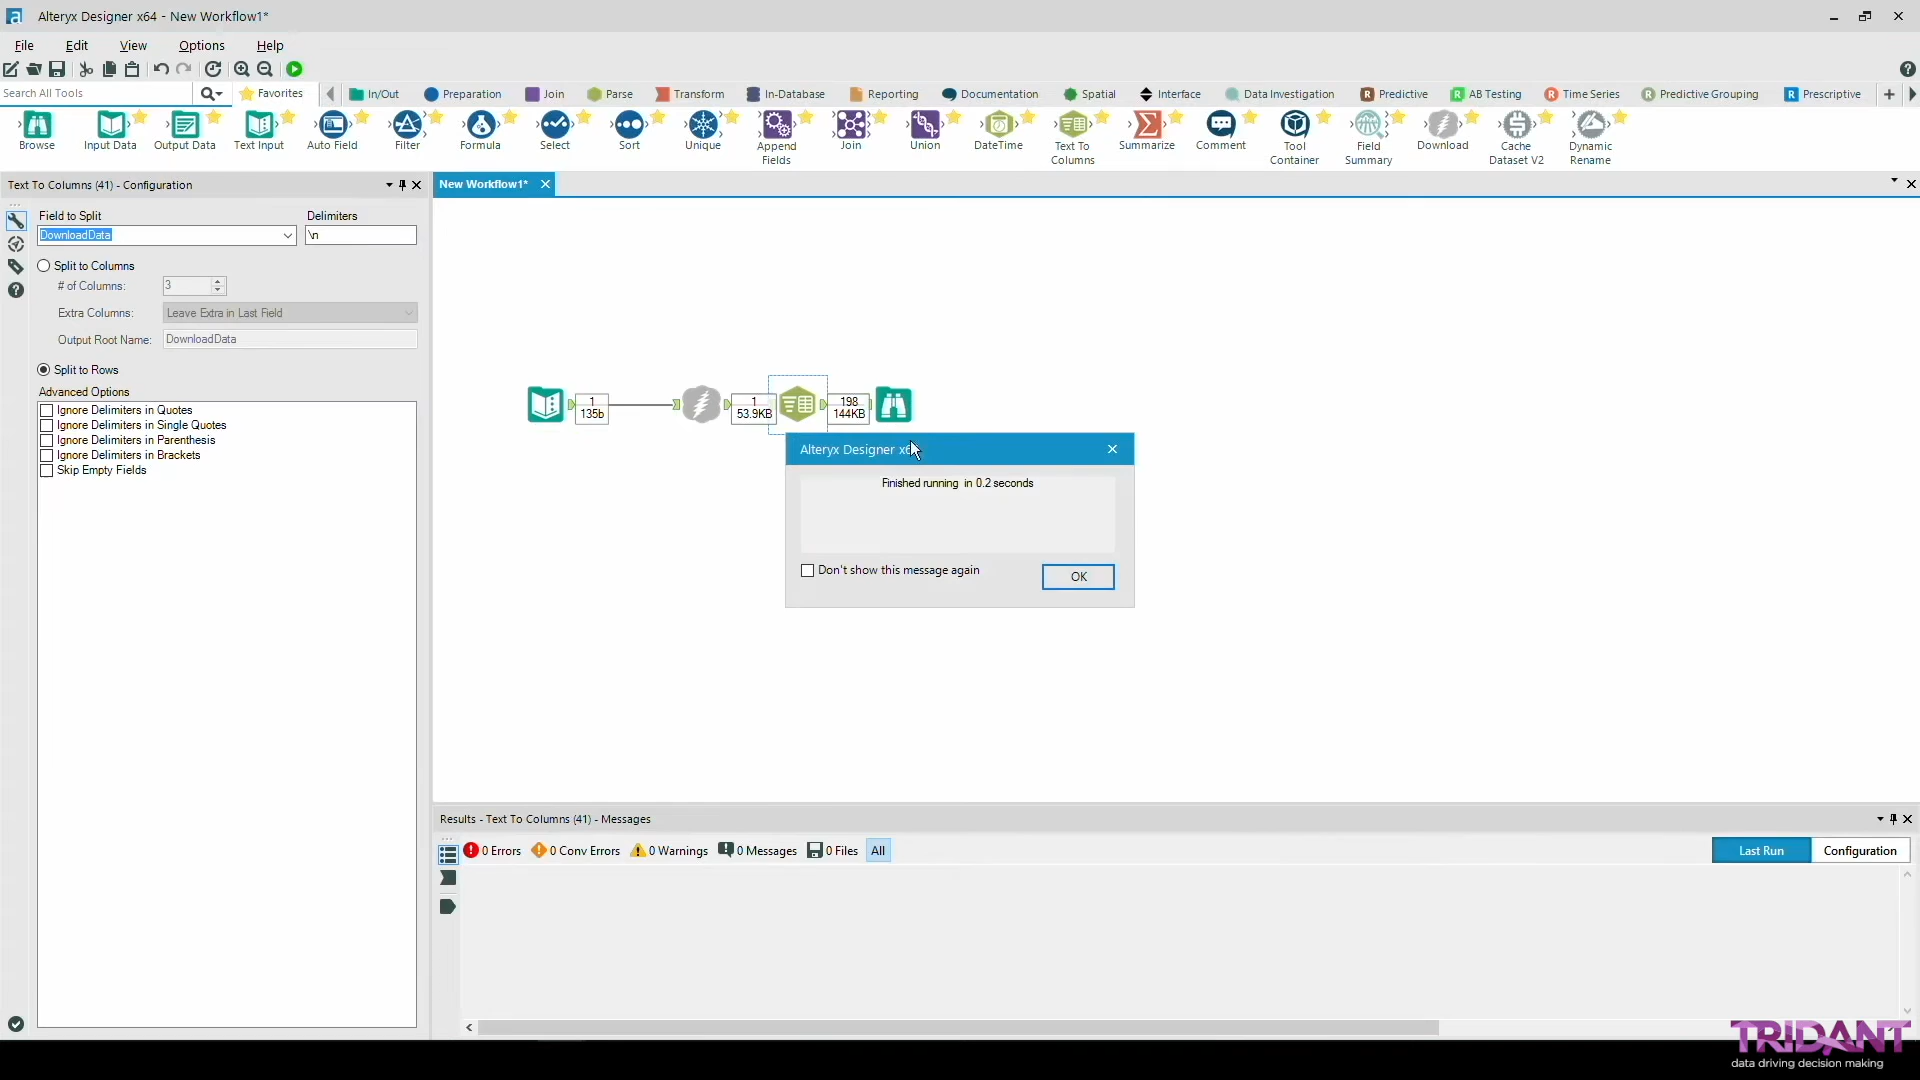 Alteryx Designer x64 - New Workflow1*
File Edit View Options Help
Search All Tools Favorites In/Out Preparation Join Parse Transform In-Database Reporting Documentation Spatial Interface Data Investigation Predictive AB Testing Time Series Predictive Grouping Prescriptive
Browse Input Data Output Data Text Input Auto Field Filter Formula Select Sort Unique Append Fields Join Union DateTime Text To Columns Summarize Comment Tool Container Field Summary Download Cache Dataset V2 Dynamic Rename
Text To Columns (41) - Configuration
New Workflow1*
Field to Split Delimiters
DownloadData \n
Split to Columns
# of Columns: 3
Extra Columns: Leave Extra in Last Field
Output Root Name: DownloadData
Split to Rows
Advanced Options
Ignore Delimiters in Quotes
Ignore Delimiters in Single Quotes
Ignore Delimiters in Parenthesis
Ignore Delimiters in Brackets
Skip Empty Fields
1 1 198
135b 53.9KB 144KB
Alteryx Designer
Finished running in 0.2 seconds
Don't show this message again OK
Results - Text To Columns (41) - Messages
0 Errors 0 Conv Errors 0 Warnings 0 Messages 0 Files All Last Run Configuration
TRIDANT
data driving decision making